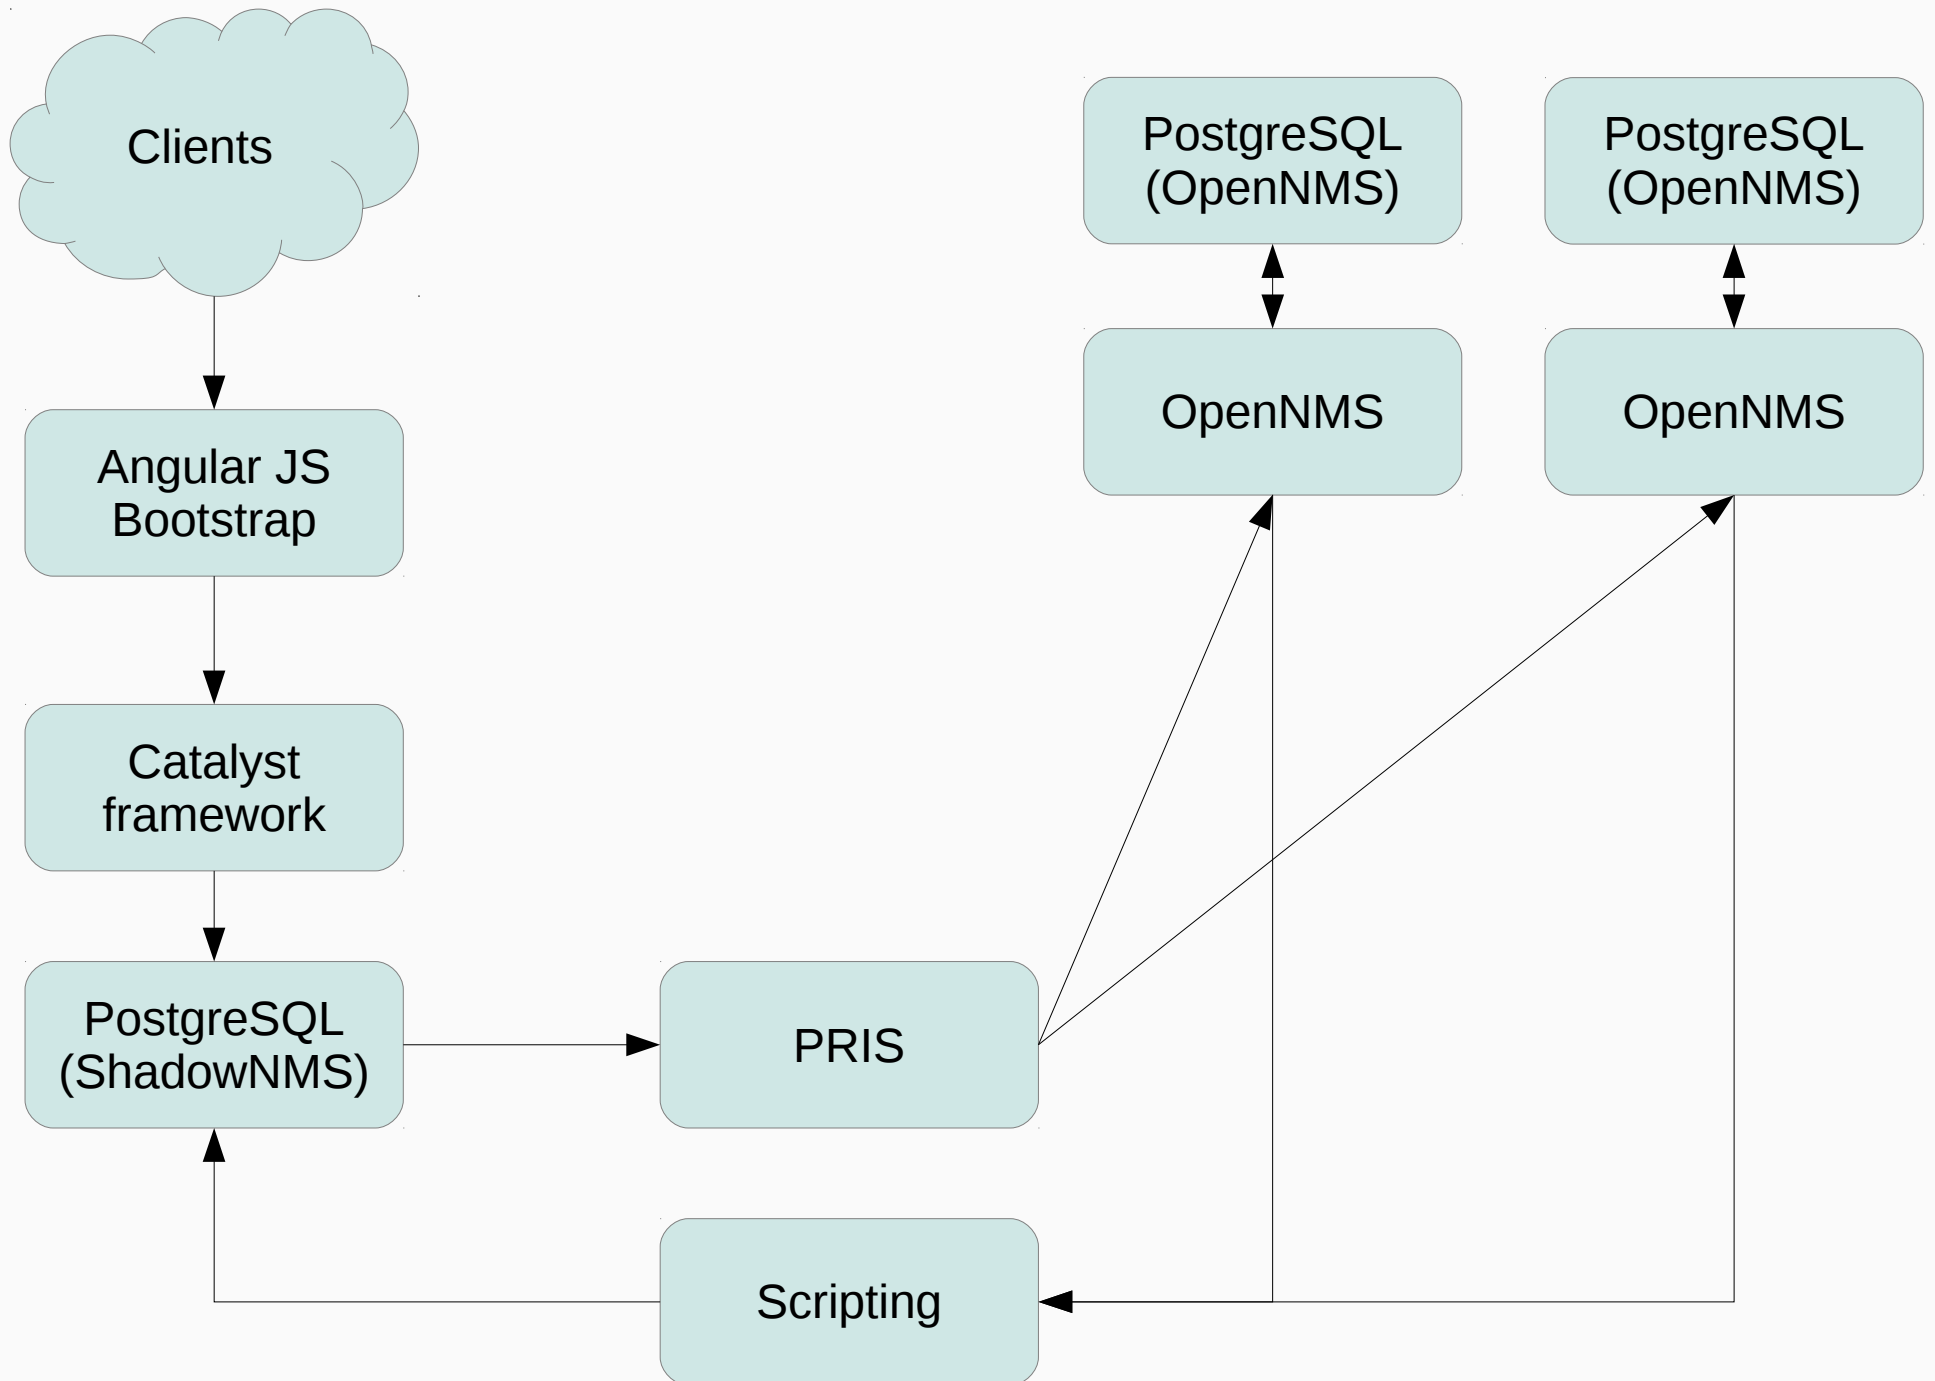 Clients
PostgreSQL
(OpenNMS)
PostgreSQL
(OpenNMS)
OpenNMS
OpenNMS
Angular JS
Bootstrap
Catalyst
framework
PostgreSQL
(ShadowNMS)
PRIS
Scripting